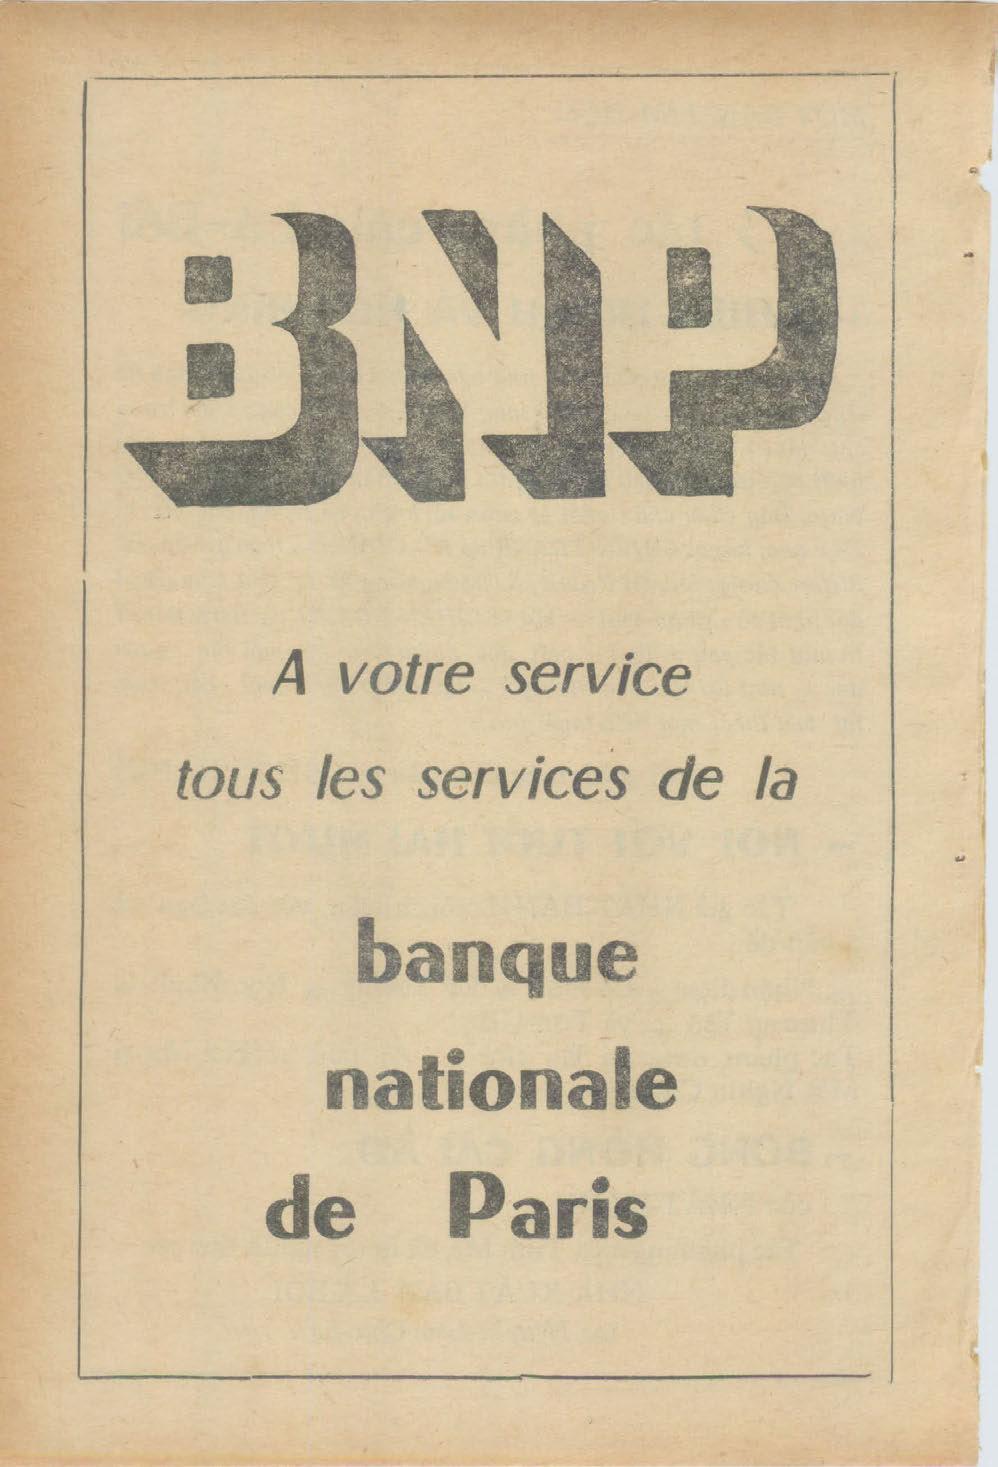 BNP
A votre service
tous les services de la
banque
nationale
de Paris